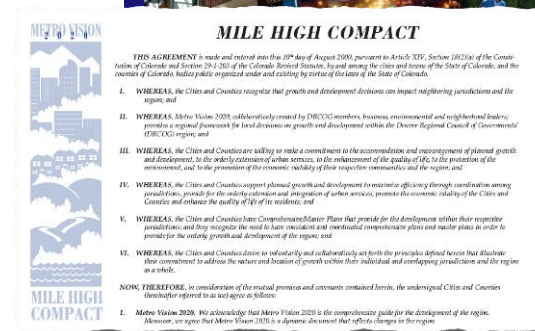 METRO VISION
2 0 2 0
MILE HIGH COMPACT
THIS AGREEMENT is made and entered into this 10th day of August 2000, pursuant to Article XIV, Section 18(2)(a) of the Consti-
tution of Colorado and Section 29-1-203 of the Colorado Revised Statutes, by and among the cities and towns of the State of Colorado, and the
counties of Colorado, bodies politic organized under and existing by virtue of the laws of the State of Colorado.
I. WHEREAS, the Cities and Counties recognize that growth and development decisions can impact neighboring jurisdictions and the
region; and
II. WHEREAS, Metro Vision 2020, collaboratively created by DRCOG members, business, environmental and neighborhood leaders,
provides a regional framework for local decisions on growth and development within the Denver Regional Council of Governments'
(DRCOG) region; and
III. WHEREAS, the Cities and Counties are willing to make a commitment to the accommodation and encouragement of planned growth
and development, to the orderly extension of urban services, to the enhancement of the quality of life, to the protection of the
environment, and to the promotion of the economic viability of their respective communities and the region; and
IV. WHEREAS, the Cities and Counties support planned growth and development to maximize efficiency through coordination among
jurisdictions, provide for the orderly extension and integration of urban services, promote the economic vitality of the Cities and
Counties and enhance the quality of life of its residents; and
V. WHEREAS, the Cities and Counties have Comprehensive/Master Plans that provide for the development within their respective
jurisdictions; and they recognize the need to have consistent and coordinated comprehensive plans and master plans in order to
provide for the orderly growth and development of the region; and
VI. WHEREAS, the Cities and Counties desire to voluntarily and collaboratively set forth the principles defined herein that illustrate
their commitment to address the nature and location of growth within their individual and overlapping jurisdictions and the region
as a whole.
NOW, THEREFORE, in consideration of the mutual promises and covenants contained herein, the undersigned Cities and Counties
(hereinafter referred to as we) agree as follows:
1. Metro Vision 2020. We acknowledge that Metro Vision 2020 is the comprehensive guide for the development of the region.
Moreover, we agree that Metro Vision 2020 is a dynamic document that reflects changes in the region
MILE HIGH
COMPACT